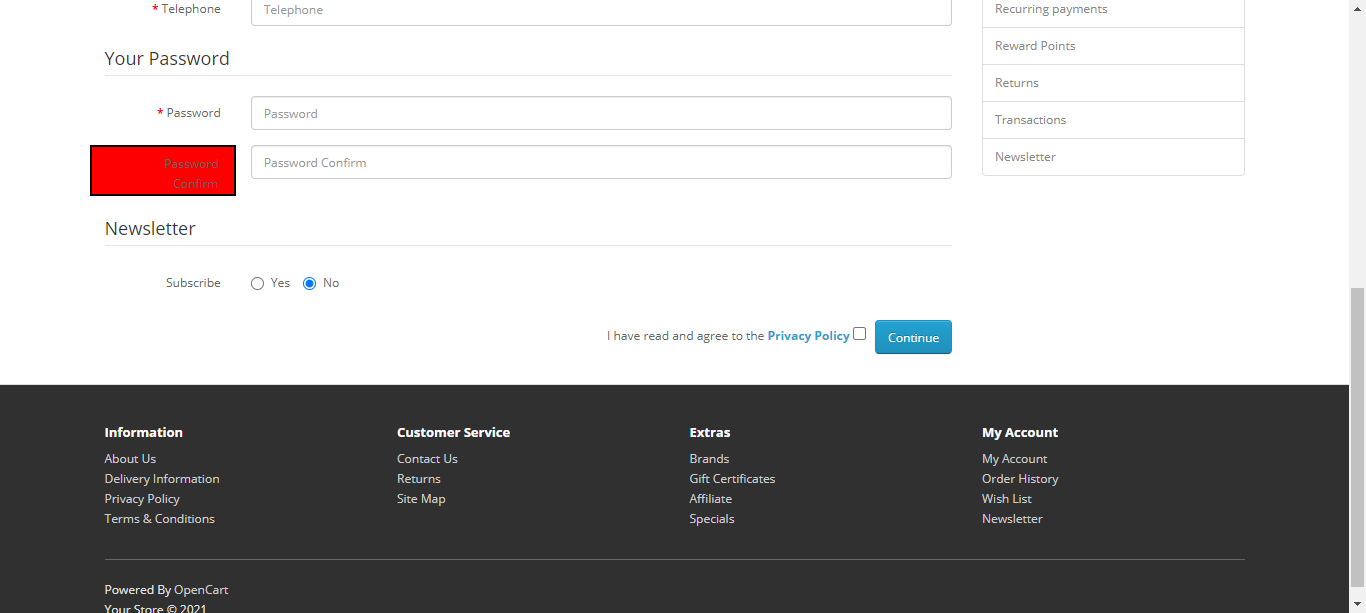 * Telephone
Telephone
Your Password
* Password
Password
Password
Confirm
Password Confirm
Newsletter
Subscribe
Yes
No
I have read and agree to the Privacy Policy
Continue
Recurring payments
Reward Points
Returns
Transactions
Newsletter
Information
About Us
Delivery Information
Privacy Policy
Terms & Conditions
Customer Service
Contact Us
Returns
Site Map
Extras
Brands
Gift Certificates
Affiliate
Specials
My Account
My Account
Order History
Wish List
Newsletter
Powered By OpenCart
Your Store © 2021